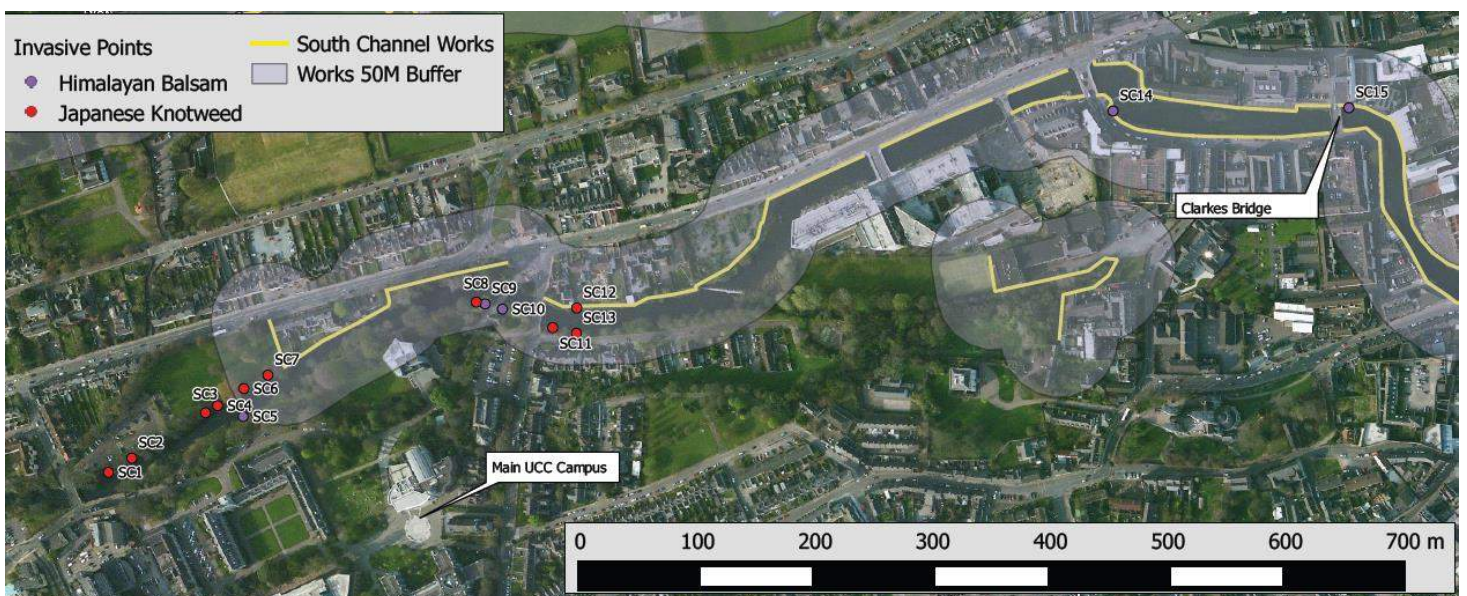 Invasive Points
Himalayan Balsam
Japanese Knotweed
South Channel Works
Works 50M Buffer
SC14
SC15
Clarkes Bridge
SC8
SC9
SC10
SC12
SC13
SC11
SC7
SC6
SC3
SC4
SC5
SC2
SC1
Main UCC Campus
0 100 200 300 400 500 600 700 m